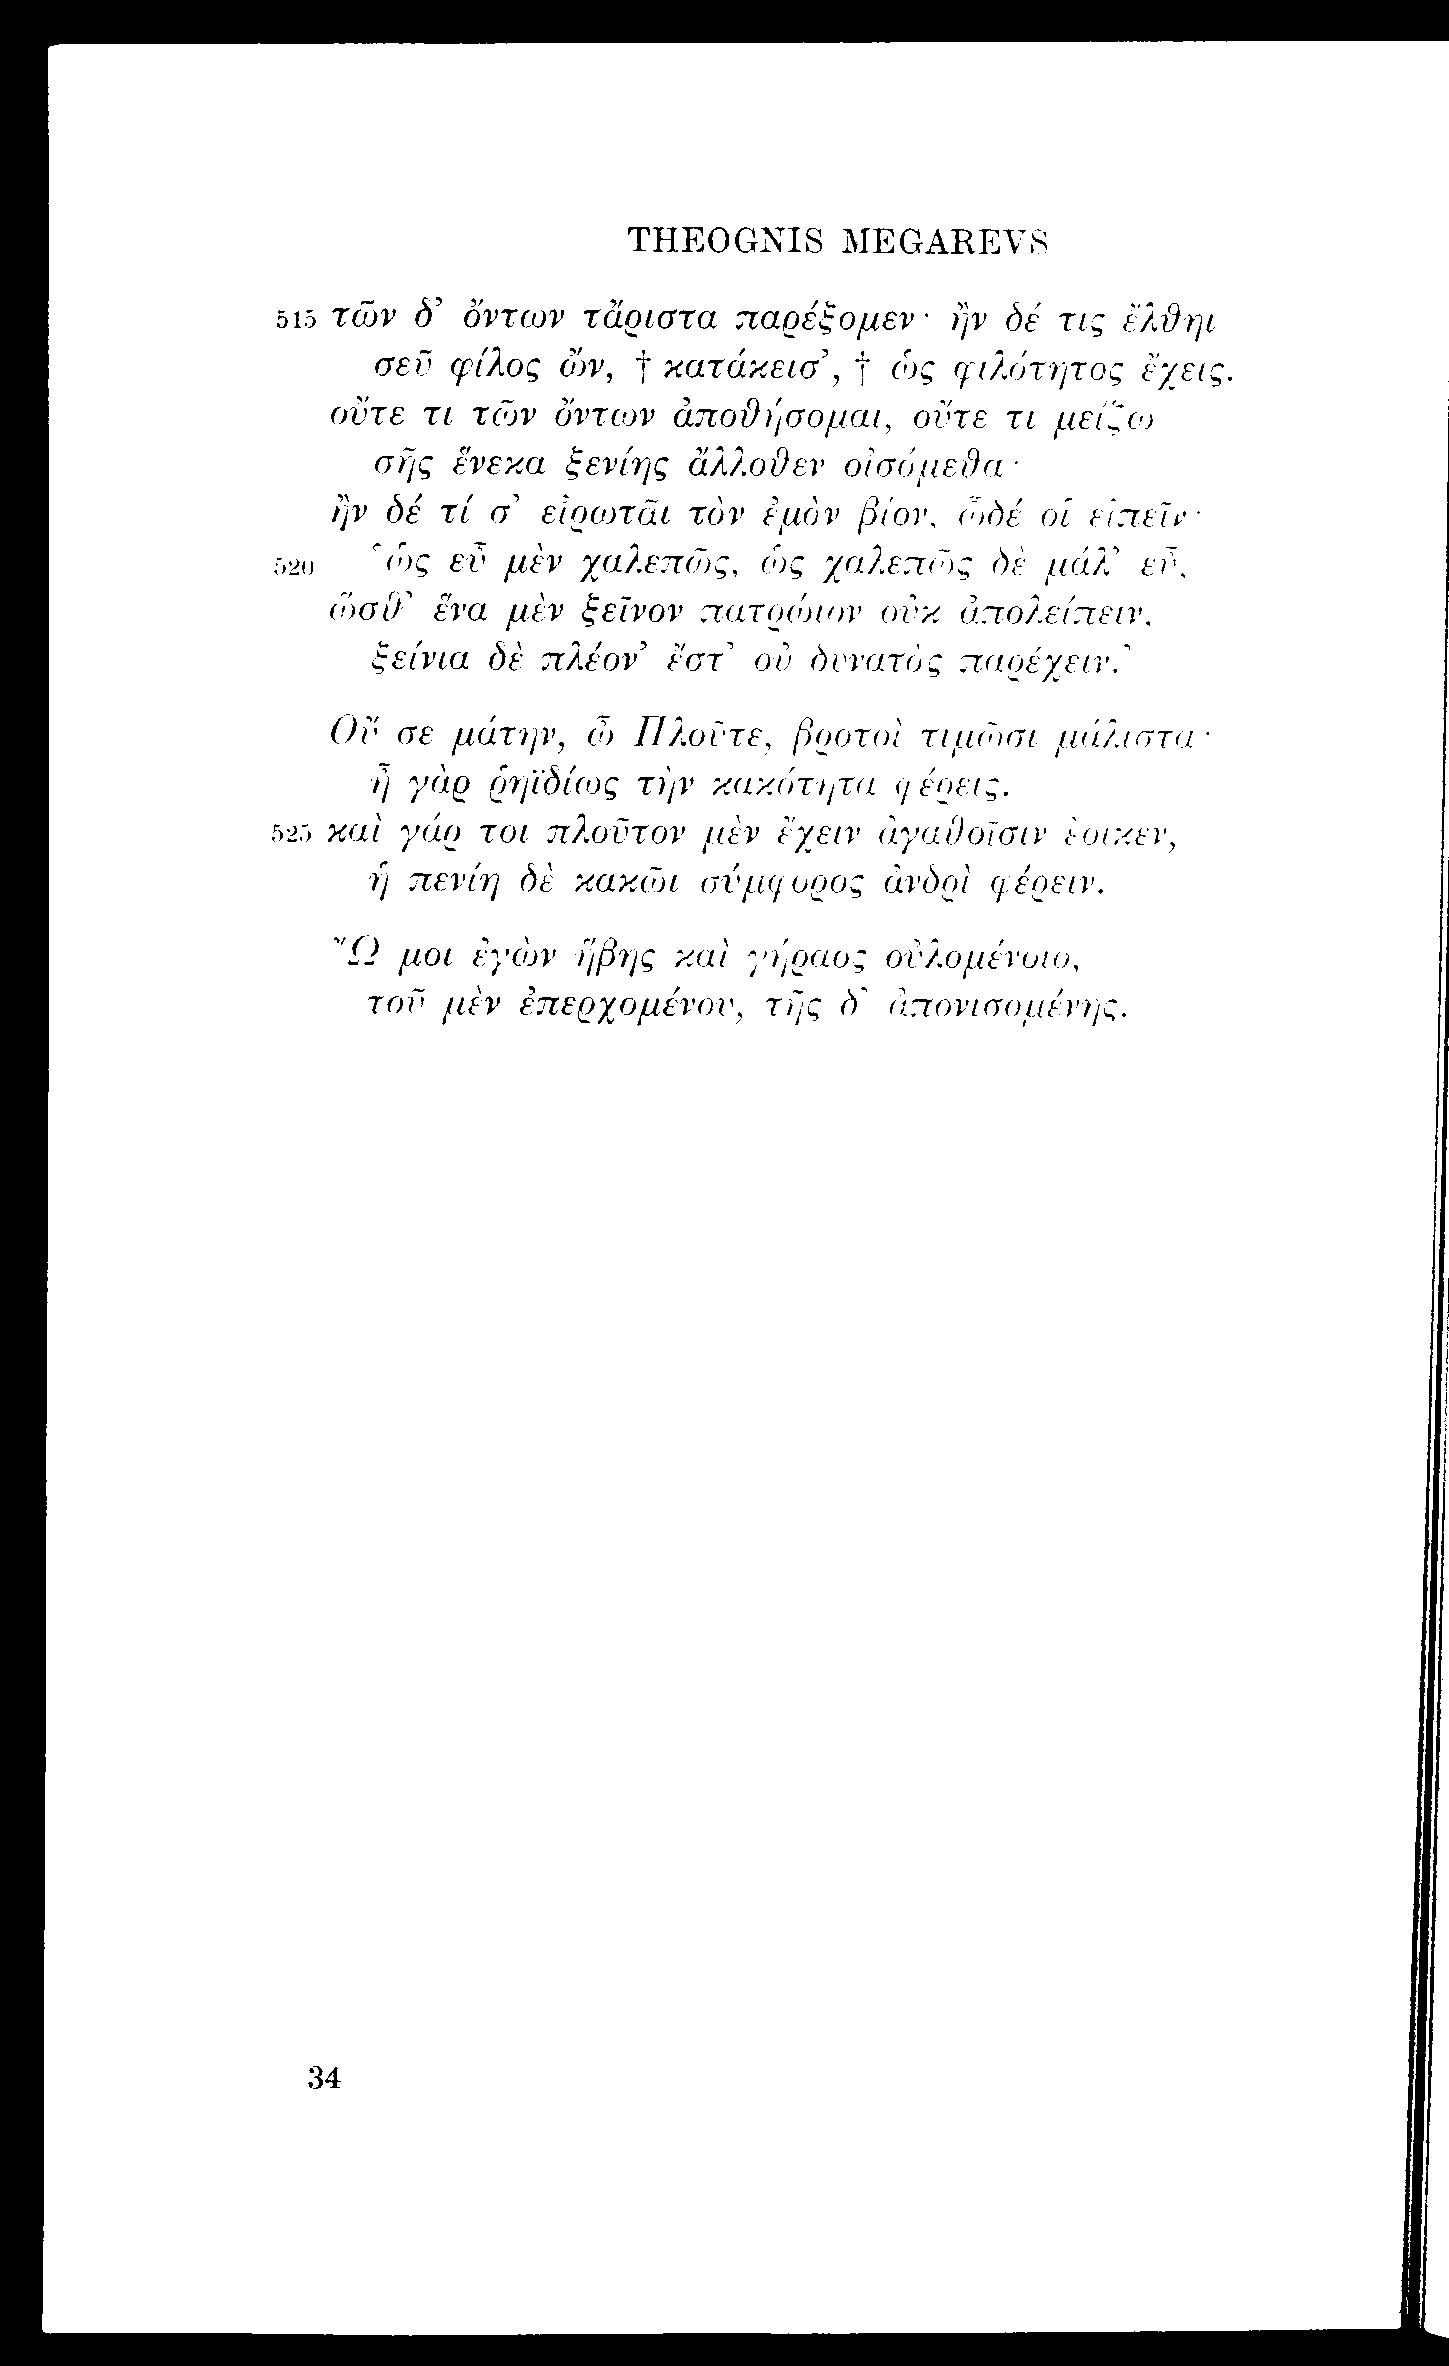 THEOGNIS MEGAREVS
515 τῶν δ’ ὄντων τἄριστα παρέξομεν· ἢν δέ τις ἔλθηι
σεῦ φίλος ὤν, † κατάκεισ’, † ὡς φιλότητος ἔχεις.
οὔτε τι τῶν ὄντων ἀποθήσομαι, οὔτε τι μείζω
σῆς ἕνεκα ξενίης ἄλλοθεν οἰσόμεθα·
ἢν δέ τί σ’ εἰρωτᾶι τὸν ἐμὸν βίον, ὧδέ οἱ εἰπεῖν·
520 ‘ὡς εὖ μὲν χαλεπῶς, ὡς χαλεπῶς δὲ μάλ’ εὖ,
ὥσθ’ ἕνα μὲν ξεῖνον πατρώιον οὐκ ἀπολείπειν,
ξείνια δὲ πλέον’ ἔστ’ οὐ δυνατὸς παρέχειν.’
Οὔ σε μάτην, ὦ Πλοῦτε, βροτοὶ τιμῶσι μάλιστα·
ἦ γὰρ ῥηϊδίως τὴν κακότητα φέρεις.
525 καὶ γάρ τοι πλοῦτον μὲν ἔχειν ἀγαθοῖσιν ἔοικεν,
ἡ πενίη δὲ κακῶι σύμφυρος ἀνδρὶ φέρειν.
Ὤ μοι ἐγὼν ἥβης καὶ γήραος οὐλομένοιο,
τοῦ μὲν ἐπερχομένου, τῆς δ’ ἀπονισομένης.
34